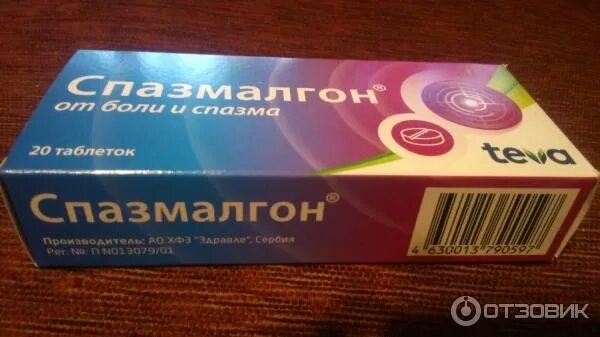 Спазмалгон®
от боли и спазма
20 таблеток
teva
Спазмалгон®
Производитель: АО ХФЗ "Здравле", Сербия
Рег. №: П N013079/01
4 630013 790597
ОТЗОВИК